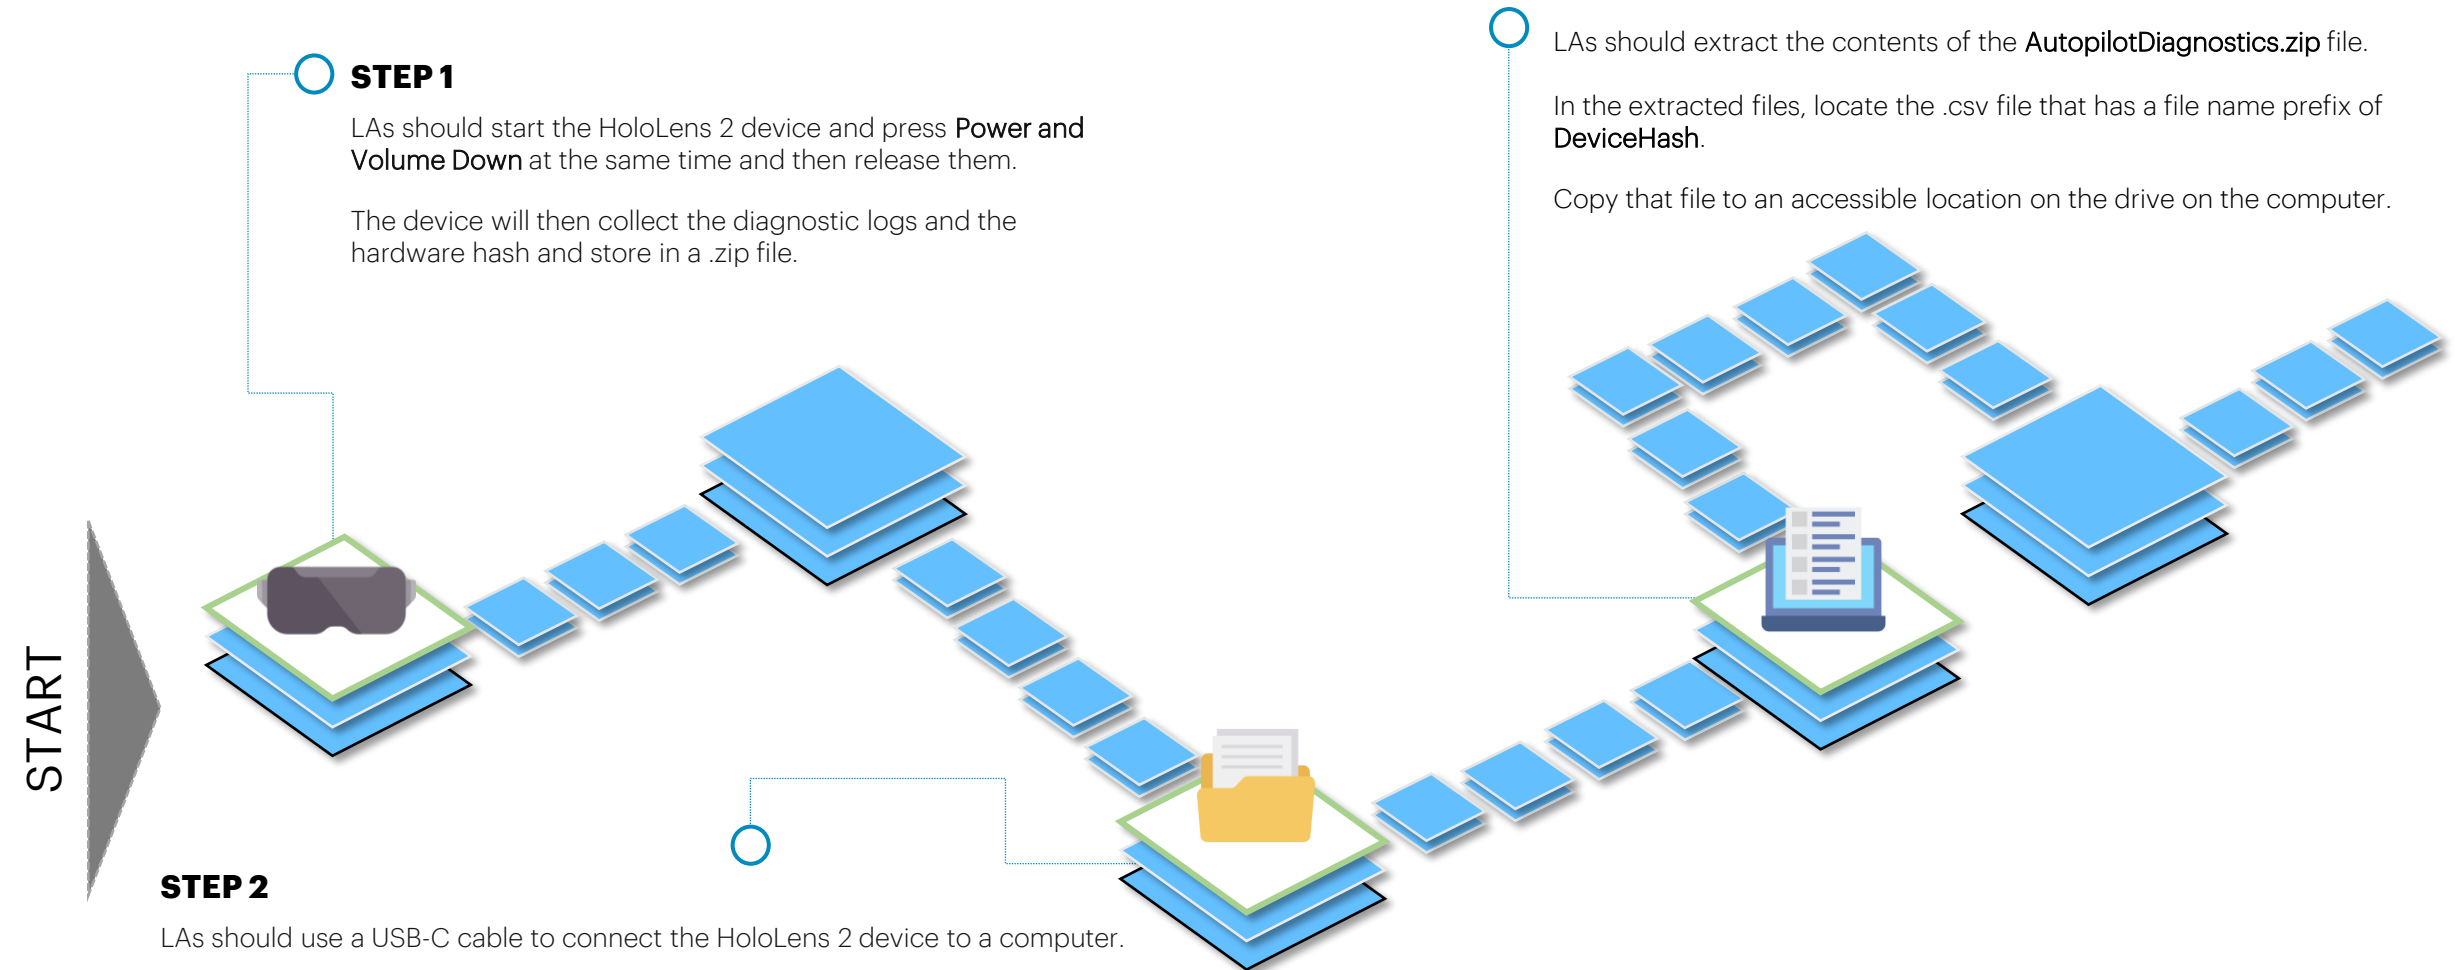 START
STEP 1
LAs should start the HoloLens 2 device and press Power and
Volume Down at the same time and then release them.
The device will then collect the diagnostic logs and the
hardware hash and store in a .zip file.
STEP 2
LAs should use a USB-C cable to connect the HoloLens 2 device to a computer.
LAs should extract the contents of the AutopilotDiagnostics.zip file.
In the extracted files, locate the .csv file that has a file name prefix of
DeviceHash.
Copy that file to an accessible location on the drive on the computer.